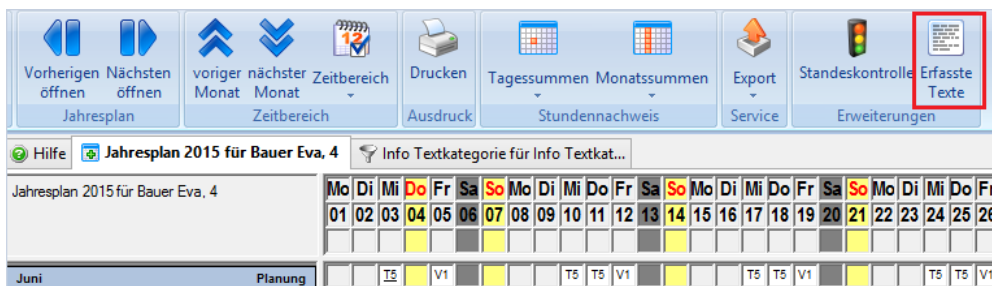 Vorherigen Nächsten voriger nächster Zeitbereich Drucken Tagessummen Monatssummen Export Standeskontrolle Erfasste
öffnen öffnen Monat Monat Texte
Jahresplan Zeitbereich Ausdruck Stundennachweis Service Erweiterungen
Hilfe Jahresplan 2015 für Bauer Eva, 4 Info Textkategorie für Info Textkat...
Jahresplan 2015 für Bauer Eva, 4 Mo Di Mi Do Fr Sa So Mo Di Mi Do Fr Sa So Mo Di Mi Do Fr Sa So Mo Di Mi Do Fr
01 02 03 04 05 06 07 08 09 10 11 12 13 14 15 16 17 18 19 20 21 22 23 24 25 26
Juni Planung T5 V1 T5 T5 V1 T5 T5 V1 T5 T5 V1